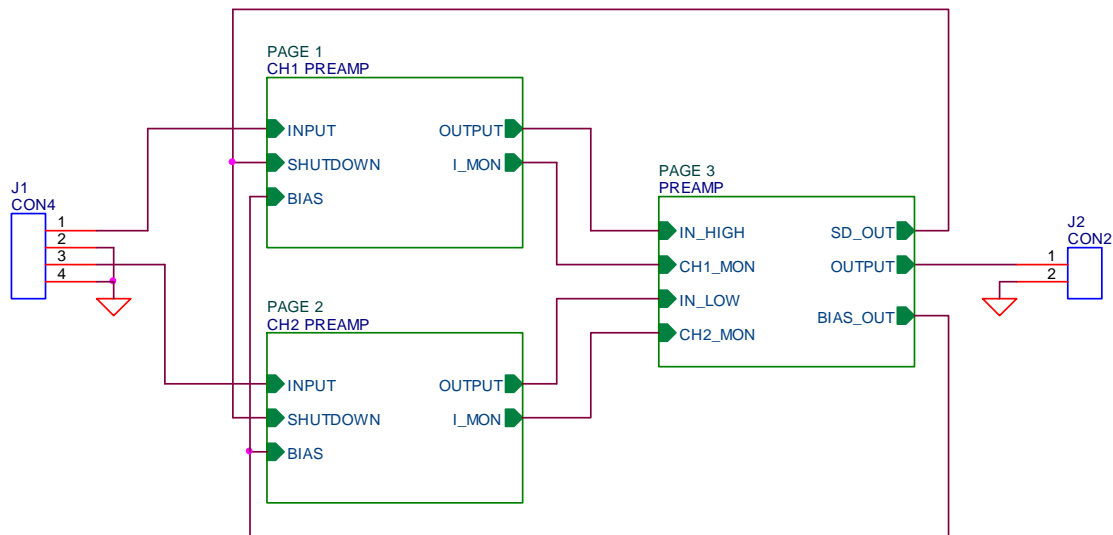 PAGE 1
CH1 PREAMP
INPUT
OUTPUT
SHUTDOWN
I_MON
BIAS
J1
CON4
1
2
3
4
PAGE 2
CH2 PREAMP
INPUT
OUTPUT
SHUTDOWN
I_MON
BIAS
PAGE 3
PREAMP
IN_HIGH
SD_OUT
CH1_MON
OUTPUT
IN_LOW
BIAS_OUT
CH2_MON
J2
CON2
1
2